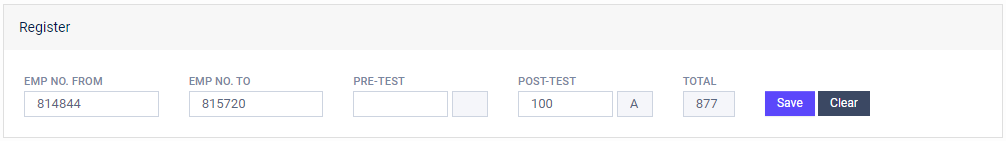 Register
EMP NO. FROM EMP NO. TO PRE-TEST POST-TEST TOTAL
814844 815720 100 A 877 Save Clear